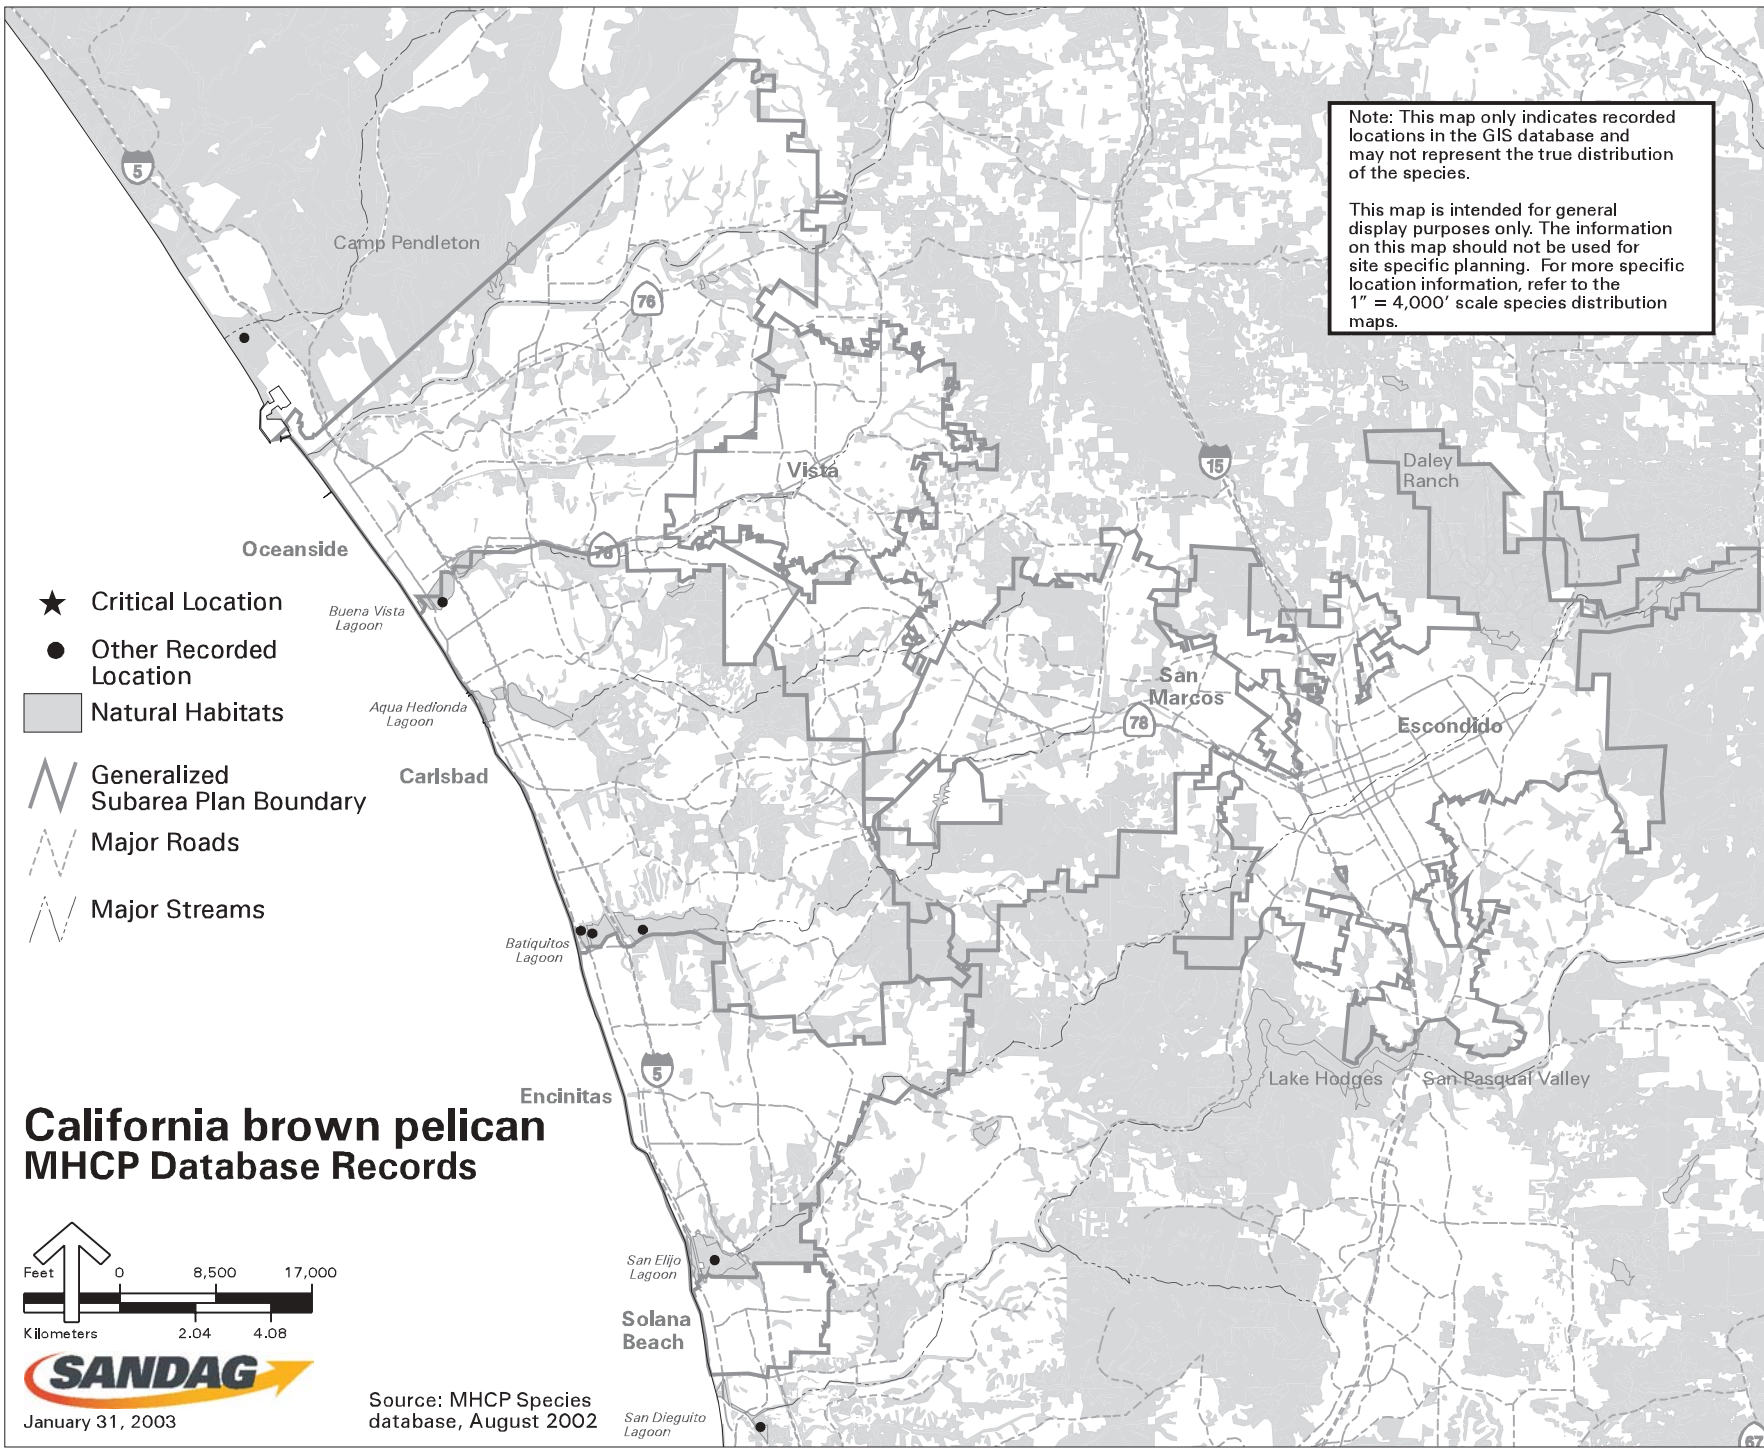 Note: This map only indicates recorded
locations in the GIS database and
may not represent the true distribution
of the species.
This map is intended for general
display purposes only. The information
on this map should not be used for
site specific planning. For more specific
location information, refer to the
1” = 4,000’ scale species distribution
maps.
5
Camp Pendleton
76
Vista
15
Daley
Ranch
Oceanside
78
Critical Location
Buena Vista
Lagoon
Other Recorded
Location
San
Marcos
Natural Habitats
Aqua Hedionda
Lagoon
78
Escondido
Generalized
Subarea Plan Boundary
Carlsbad
Major Roads
Major Streams
Batiquitos
Lagoon
5
Lake Hodges
San Pasqual Valley
Encinitas
California brown pelican
MHCP Database Records
San Elijo
Lagoon
Feet 0 8,500 17,000
Kilometers 2.04 4.08
Solana
Beach
SANDAG
January 31, 2003
Source: MHCP Species
database, August 2002
San Dieguito
Lagoon
67